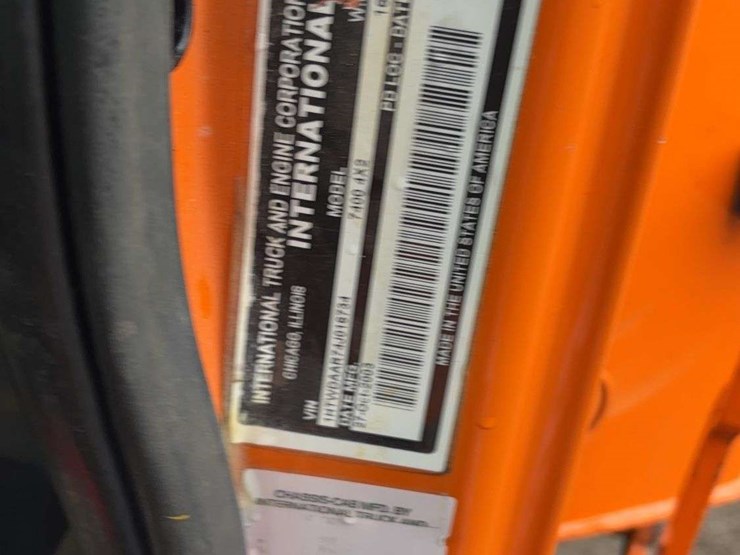 INTERNATIONAL TRUCK AND ENGINE CORPORATION
CHICAGO, ILLINOIS
INTERNATIONAL
MODEL
7400 4X2
VIN
DATE MFD.
MADE IN THE UNITED STATES OF AMERICA
CHASSIS-CAB MFD. BY
INTERNATIONAL TRUCK AND